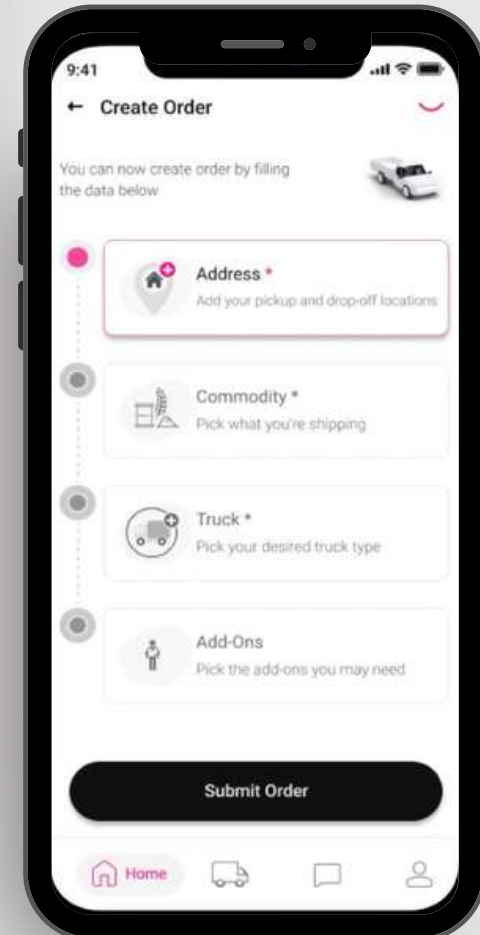 9:41
Create Order
You can now create order by filling
the data below
Address *
Add your pickup and drop-off locations
Commodity *
Pick what you're shipping
Truck *
Pick your desired truck type
Add-Ons
Pick the add-ons you may need
Submit Order
Home